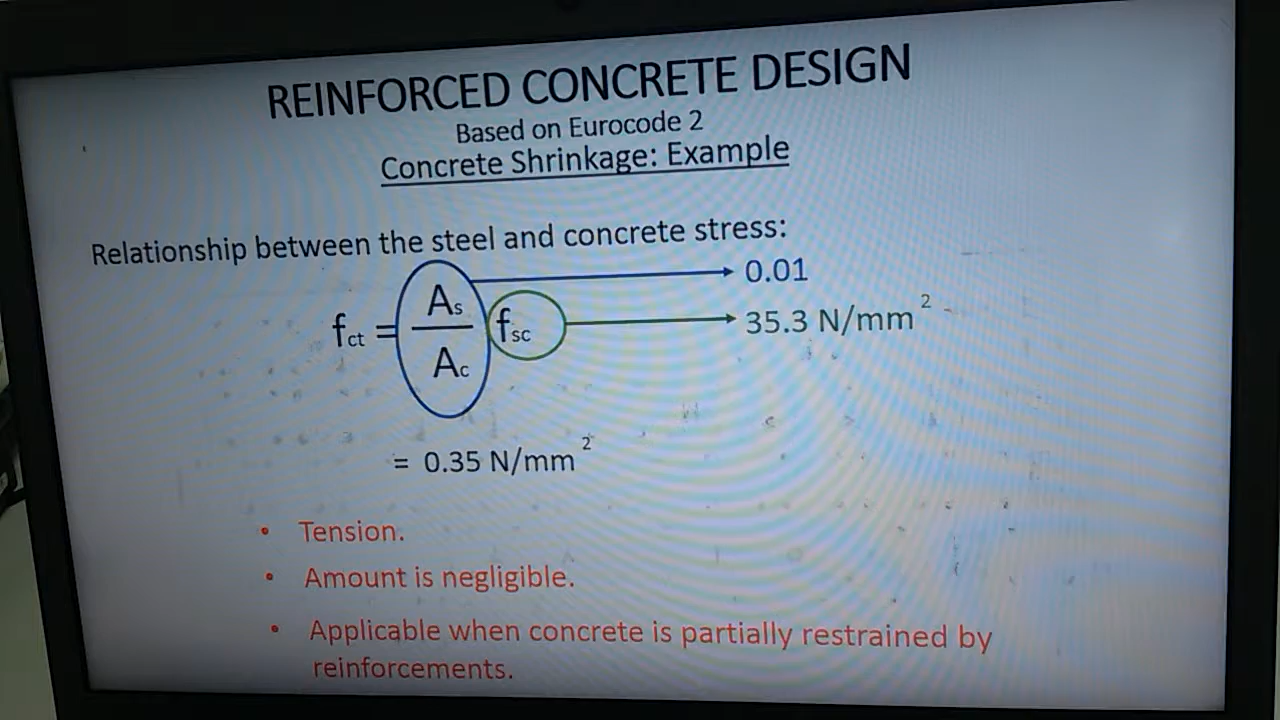 REINFORCED CONCRETE DESIGN
Based on Eurocode 2
Concrete Shrinkage: Example
Relationship between the steel and concrete stress:
fct = As/Ac fsc
0.01
35.3 N/mm²
= 0.35 N/mm²
• Tension.
• Amount is negligible.
• Applicable when concrete is partially restrained by
reinforcements.